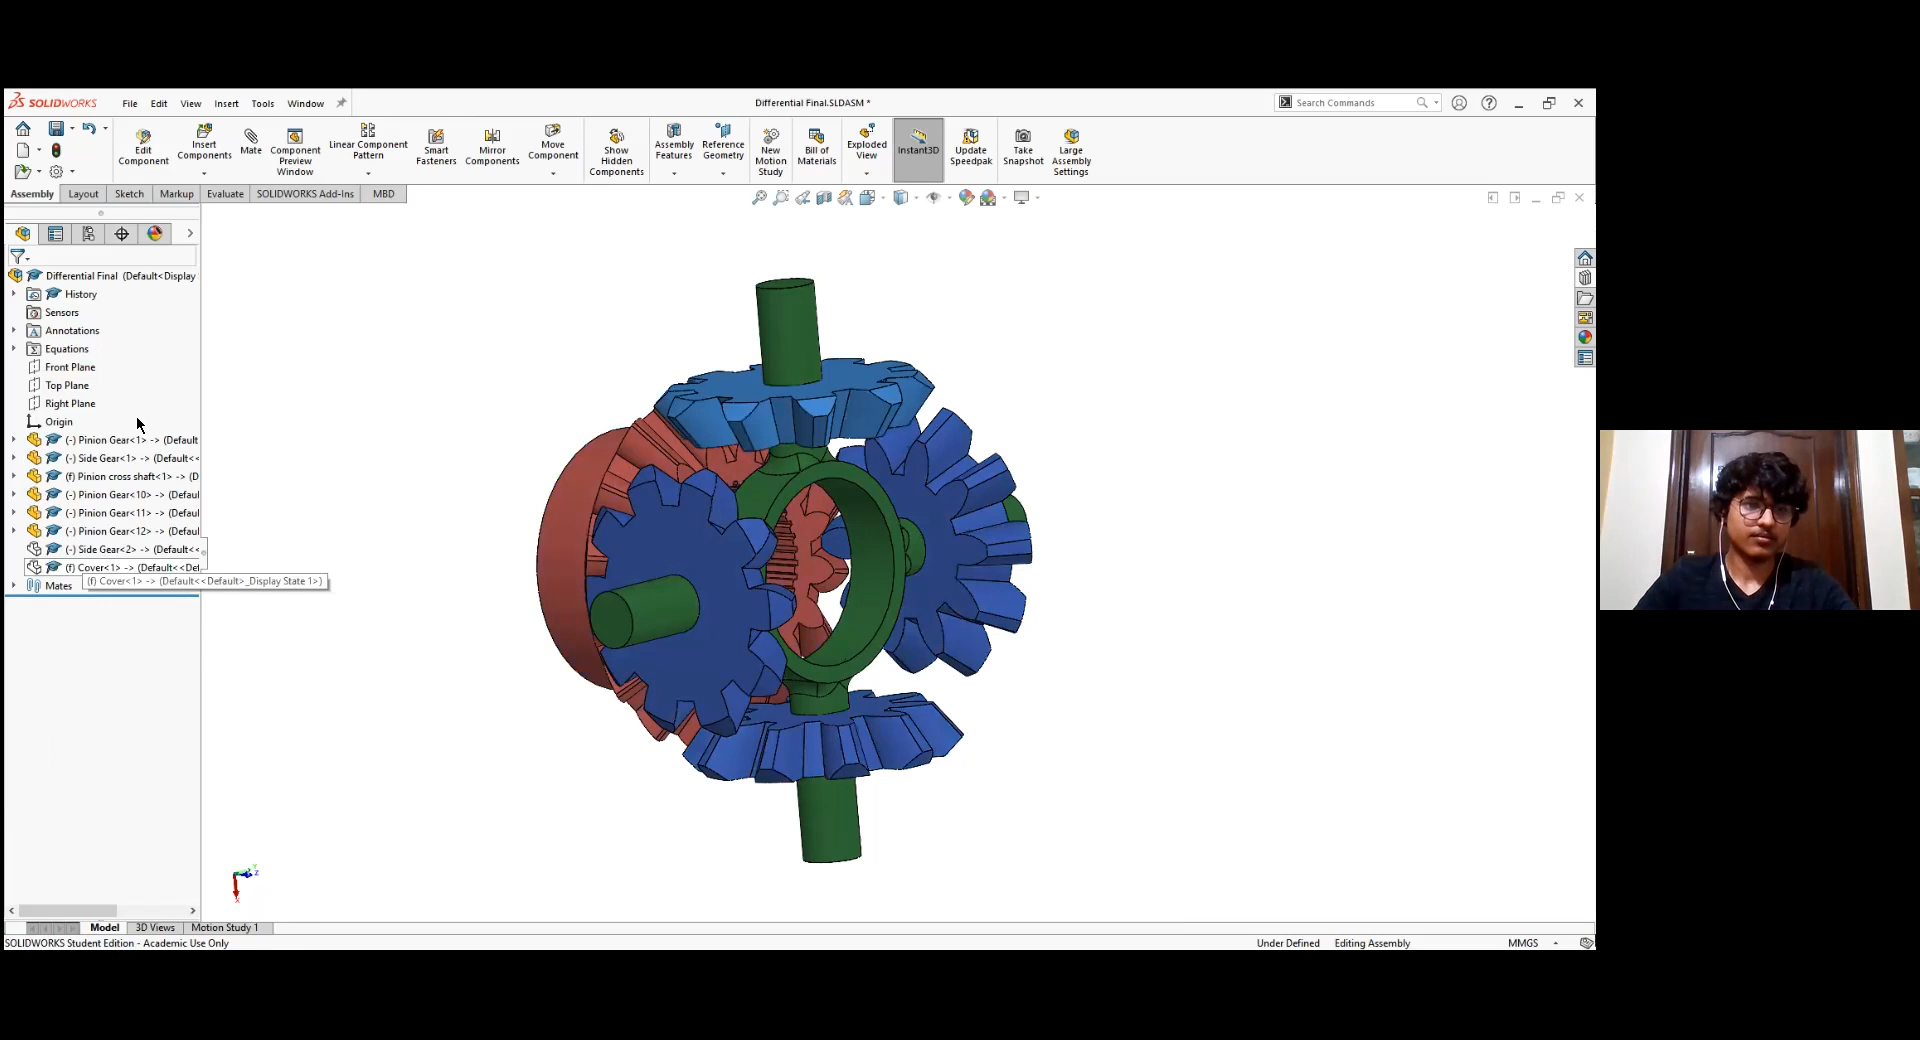 SOLIDWORKS File Edit View Insert Tools Window
Differential Final.SLDASM *
Search Commands
Edit Component
Insert Components
Mate
Component Preview Window
Linear Component Pattern
Smart Fasteners
Mirror Components
Move Component
Show Hidden Components
Assembly Features
Reference Geometry
New Motion Study
Bill of Materials
Exploded View
Instant3D
Update Speedpak
Take Snapshot
Large Assembly Settings
Assembly Layout Sketch Markup Evaluate SOLIDWORKS Add-Ins MBD
Differential Final (Default<Display
History
Sensors
Annotations
Equations
Front Plane
Top Plane
Right Plane
Origin
(-) Pinion Gear<1> -> (Default
(-) Side Gear<1> -> (Default<<
(f) Pinion cross shaft<1> -> (D
(-) Pinion Gear<10> -> (Defaul
(-) Pinion Gear<11> -> (Defaul
(-) Pinion Gear<12> -> (Defaul
(-) Side Gear<2> -> (Default<<
(f) Cover<1> -> (Default<<Def
(f) Cover<1> -> (Default<<Default>_Display State 1>)
Mates
Y
Z
X
Model 3D Views Motion Study 1
SOLIDWORKS Student Edition - Academic Use Only
Under Defined Editing Assembly MMGS